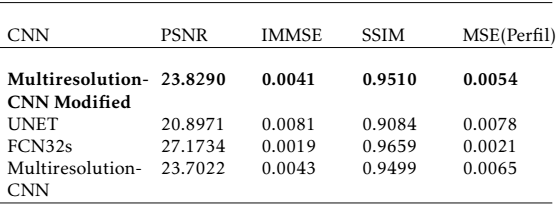 CNN PSNR IMMSE SSIM MSE(Perfil)
Multiresolution- 23.8290 0.0041 0.9510 0.0054
CNN Modified
UNET 20.8971 0.0081 0.9084 0.0078
FCN32s 27.1734 0.0019 0.9659 0.0021
Multiresolution- 23.7022 0.0043 0.9499 0.0065
CNN